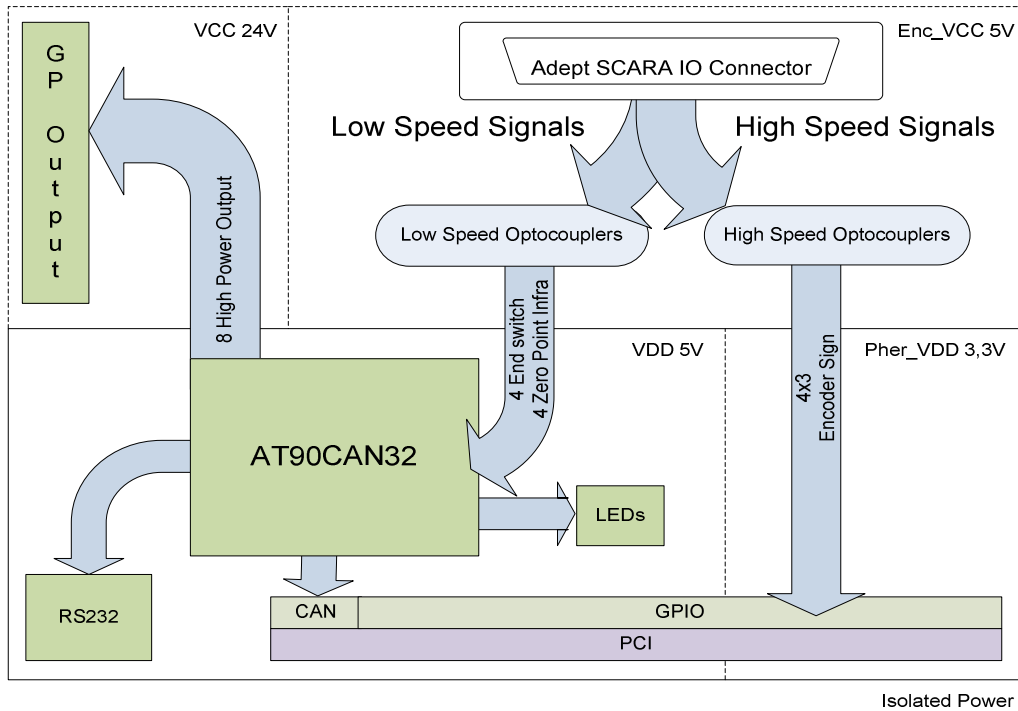 VCC 24V
Enc_VCC 5V
GP Output
Adept SCARA IO Connector
Low Speed Signals
High Speed Signals
8 High Power Output
Low Speed Optocouplers
High Speed Optocouplers
4 End switch
4 Zero Point Infra
4x3
Encoder Sign
VDD 5V
Pher_VDD 3,3V
AT90CAN32
LEDs
RS232
CAN
GPIO
PCI
Isolated Power